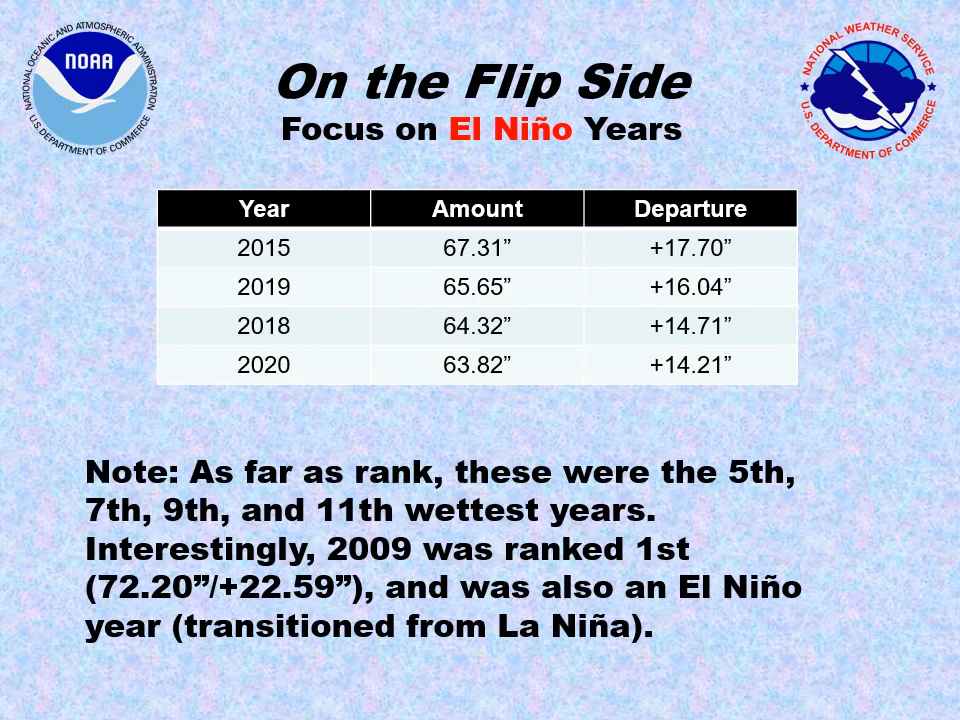 NATIONAL OCEANIC AND ATMOSPHERIC ADMINISTRATION
NOAA
U.S. DEPARTMENT OF COMMERCE
NATIONAL WEATHER SERVICE
U.S. DEPARTMENT OF COMMERCE
On the Flip Side
Focus on El Niño Years
Year Amount Departure
2015 67.31” +17.70”
2019 65.65” +16.04”
2018 64.32” +14.71”
2020 63.82” +14.21”
Note: As far as rank, these were the 5th,
7th, 9th, and 11th wettest years.
Interestingly, 2009 was ranked 1st
(72.20”/+22.59”), and was also an El Niño
year (transitioned from La Niña).